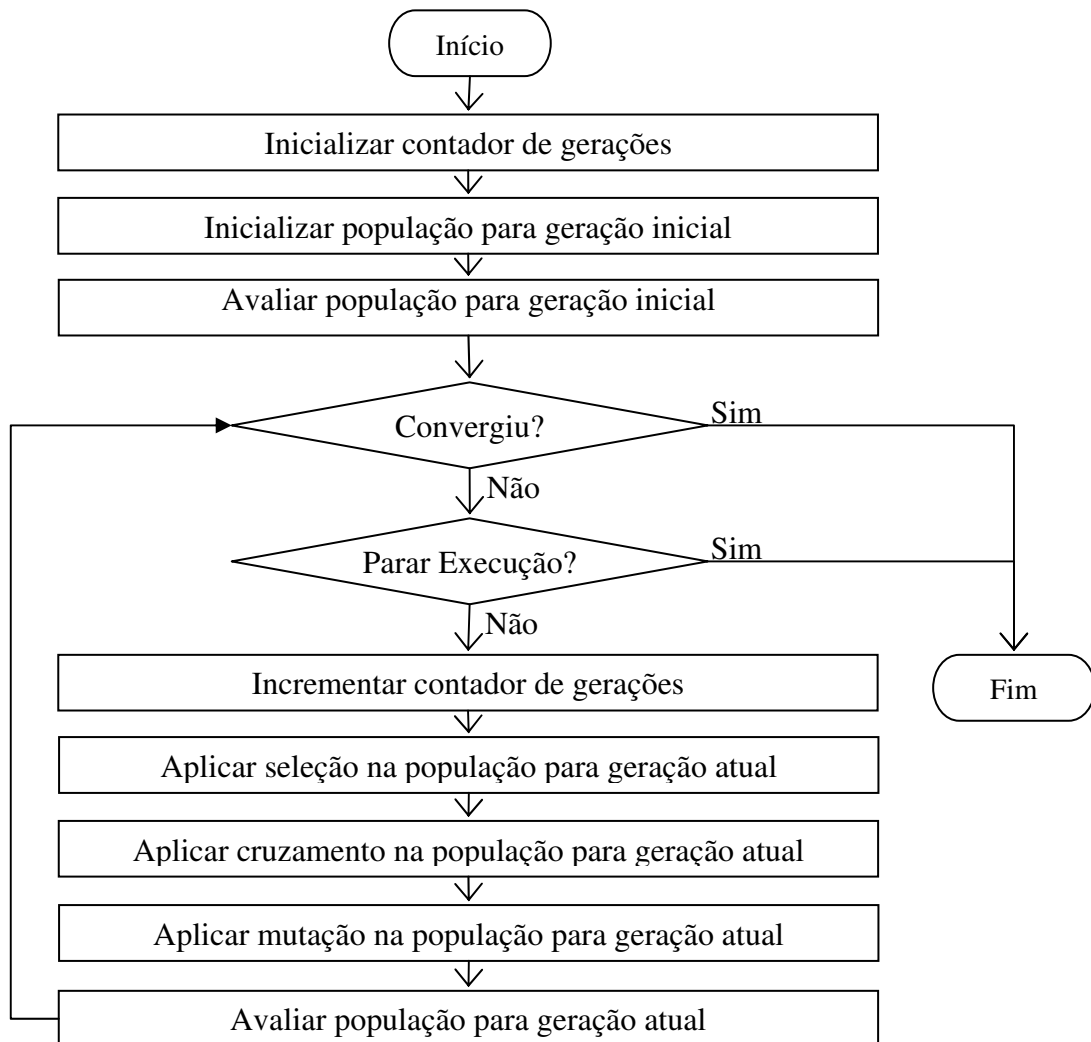 Início
Inicializar contador de gerações
Inicializar população para geração inicial
Avaliar população para geração inicial
Convergiu?
Sim
Não
Parar Execução?
Sim
Não
Incrementar contador de gerações
Fim
Aplicar seleção na população para geração atual
Aplicar cruzamento na população para geração atual
Aplicar mutação na população para geração atual
Avaliar população para geração atual